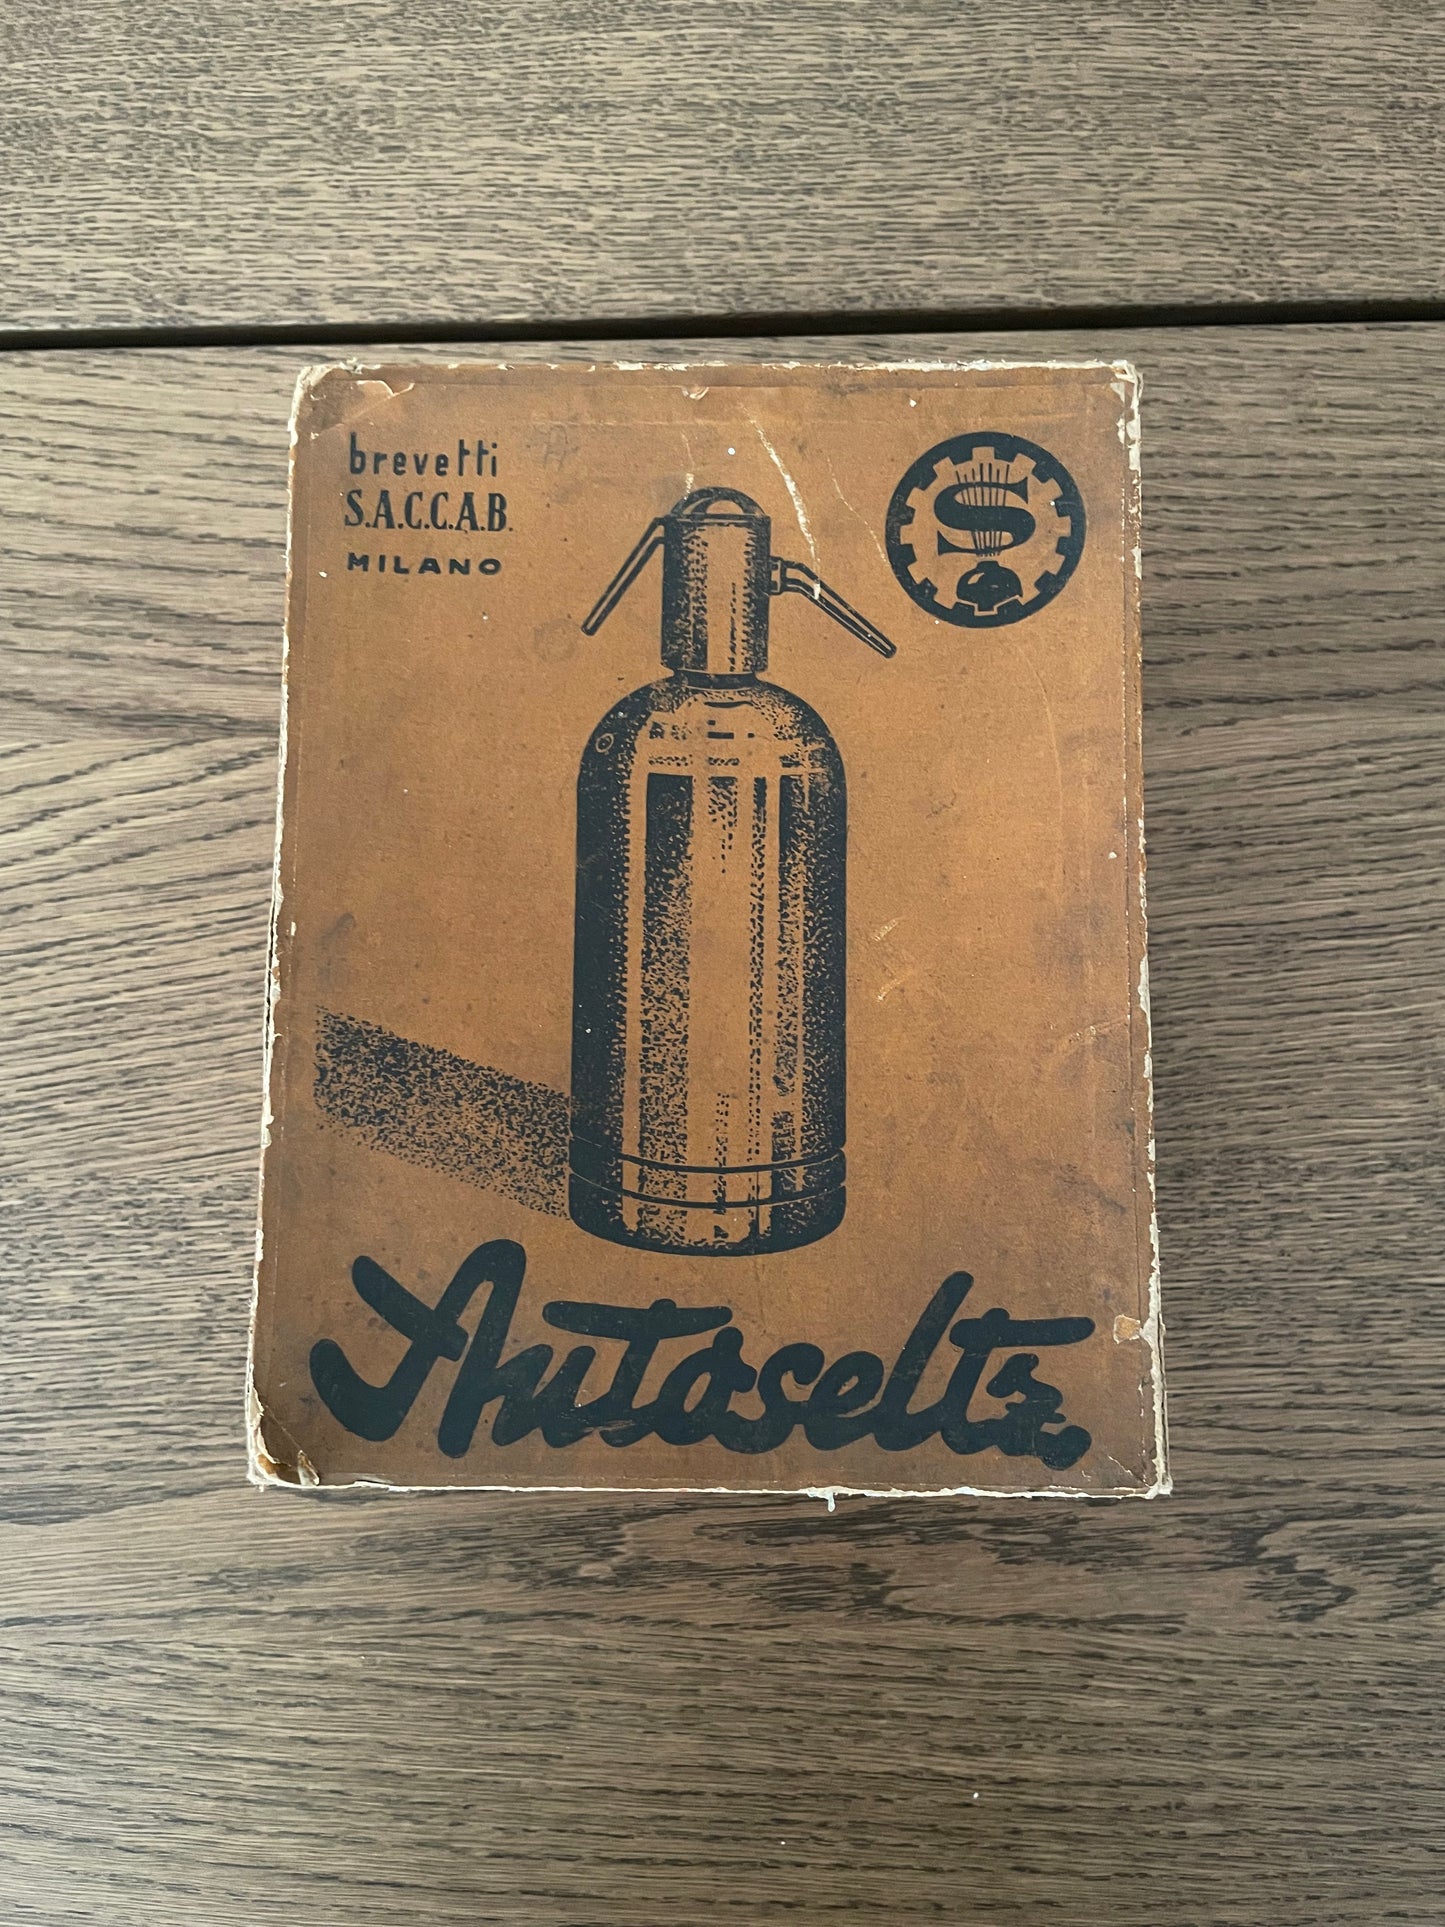 brevetti
S.A.C.C.A.B.
MILANO
S
Autoseltz